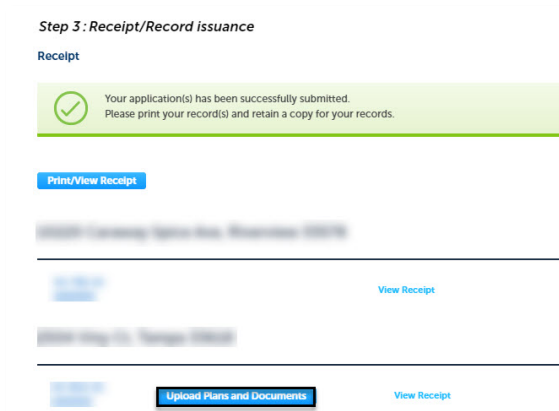 Step 3 : Receipt/Record issuance
Receipt
Your application(s) has been successfully submitted.
Please print your record(s) and retain a copy for your records.
Print/View Receipt
View Receipt
Upload Plans and Documents
View Receipt